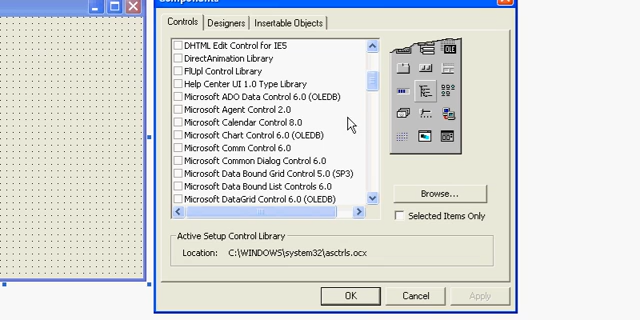 Components
Controls
Designers
Insertable Objects
DHTML Edit Control for IE5
DirectAnimation Library
FlUpl Control Library
Help Center UI 1.0 Type Library
Microsoft ADO Data Control 6.0 (OLEDB)
Microsoft Agent Control 2.0
Microsoft Calendar Control 8.0
Microsoft Chart Control 6.0 (OLEDB)
Microsoft Comm Control 6.0
Microsoft Common Dialog Control 6.0
Microsoft Data Bound Grid Control 5.0 (SP3)
Microsoft Data Bound List Controls 6.0
Microsoft DataGrid Control 6.0 (OLEDB)
OLE
Browse...
Selected Items Only
Active Setup Control Library
Location: C:\WINDOWS\system32\asctrls.ocx
OK
Cancel
Apply